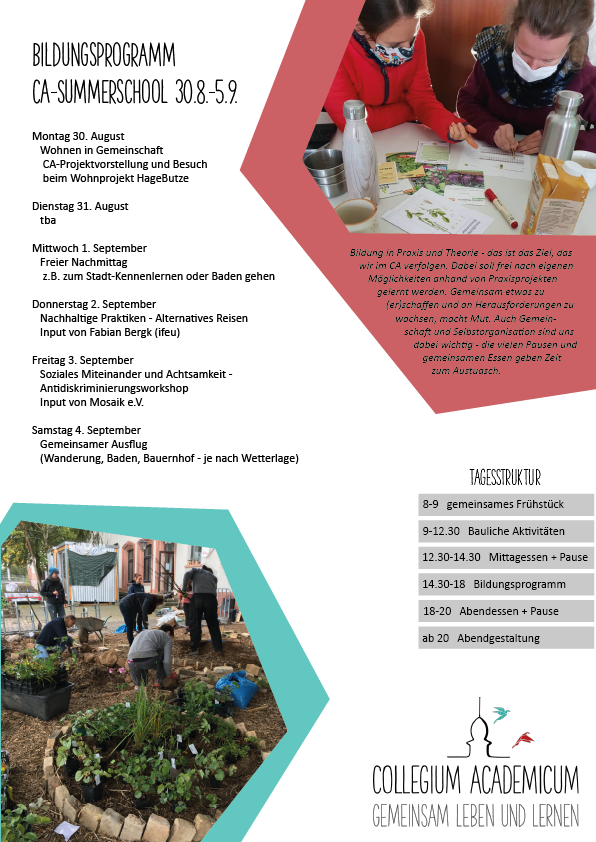 BILDUNGSPROGRAMM
CA-SUMMERSCHOOL 30.8.-5.9.
Montag 30. August
Wohnen in Gemeinschaft
CA-Projektvorstellung und Besuch
beim Wohnprojekt HageButze
Dienstag 31. August
tba
Mittwoch 1. September
Freier Nachmittag
z.B. zum Stadt-Kennenlernen oder Baden gehen
Donnerstag 2. September
Nachhaltige Praktiken - Alternatives Reisen
Input von Fabian Bergk (ifeu)
Freitag 3. September
Soziales Miteinander und Achtsamkeit -
Antidiskriminierungsworkshop
Input von Mosaik e.V.
Samstag 4. September
Gemeinsamer Ausflug
(Wanderung, Baden, Bauernhof - je nach Wetterlage)
Bildung in Praxis und Theorie - das ist das Ziel, das
wir im CA verfolgen. Dabei soll frei nach eigenen
Möglichkeiten anhand von Praxisprojekten
gelernt werden. Gemeinsam etwas zu
(er)schaffen und an Herausforderungen zu
wachsen, macht Mut. Auch Gemein-
schaft und Selbstorganisation sind uns
dabei wichtig - die vielen Pausen und
gemeinsamen Essen geben Zeit
zum Austuasch.
TAGESSTRUKTUR
8-9 gemeinsames Frühstück
9-12.30 Bauliche Aktivitäten
12.30-14.30 Mittagessen + Pause
14.30-18 Bildungsprogramm
18-20 Abendessen + Pause
ab 20 Abendgestaltung
COLLEGIUM ACADEMICUM
GEMEINSAM LEBEN UND LERNEN